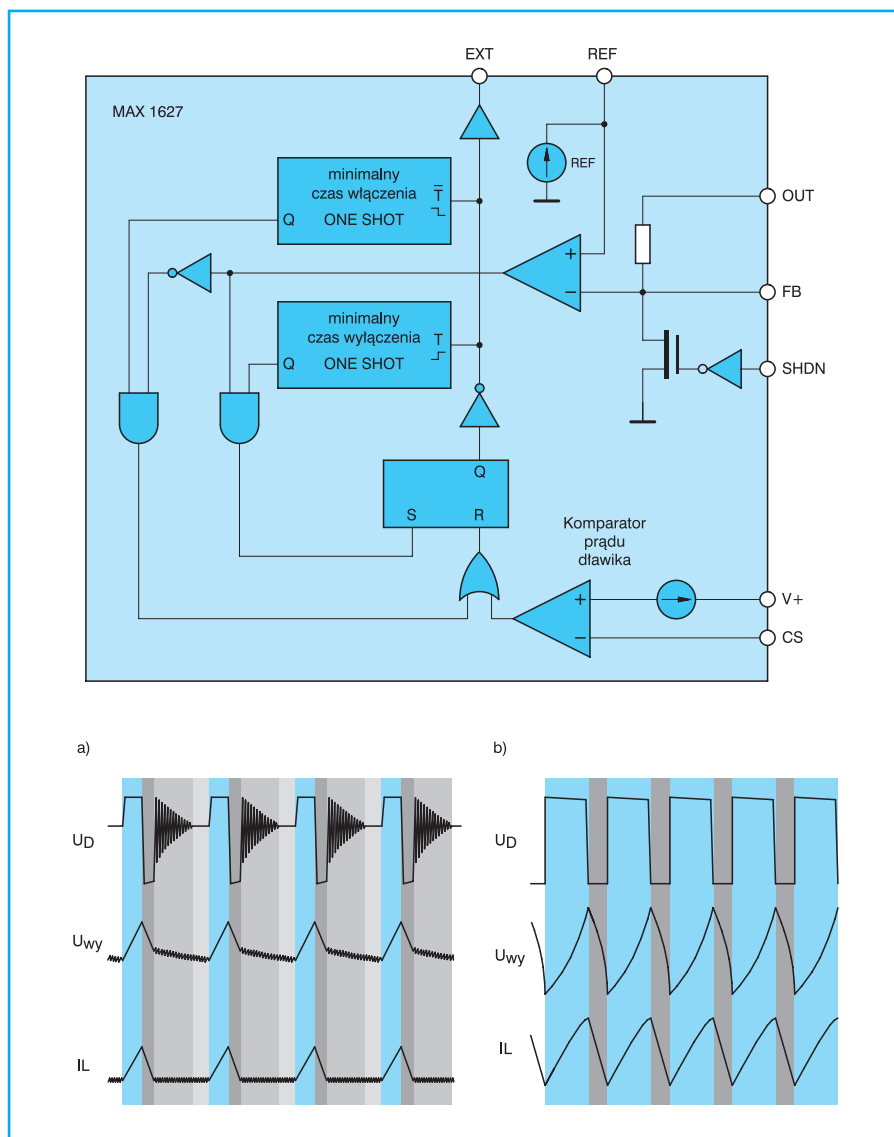 EXT
REF
MAX 1627
REF
minimalny
czas włączenia
T̅
Q
ONE SHOT
OUT
+
−
FB
minimalny
czas wyłączenia
T
Q
ONE SHOT
SHDN
Q
S
R
Komparator
prądu
dławika
+
V+
−
CS
a)
b)
UD
UD
Uwy
Uwy
IL
IL